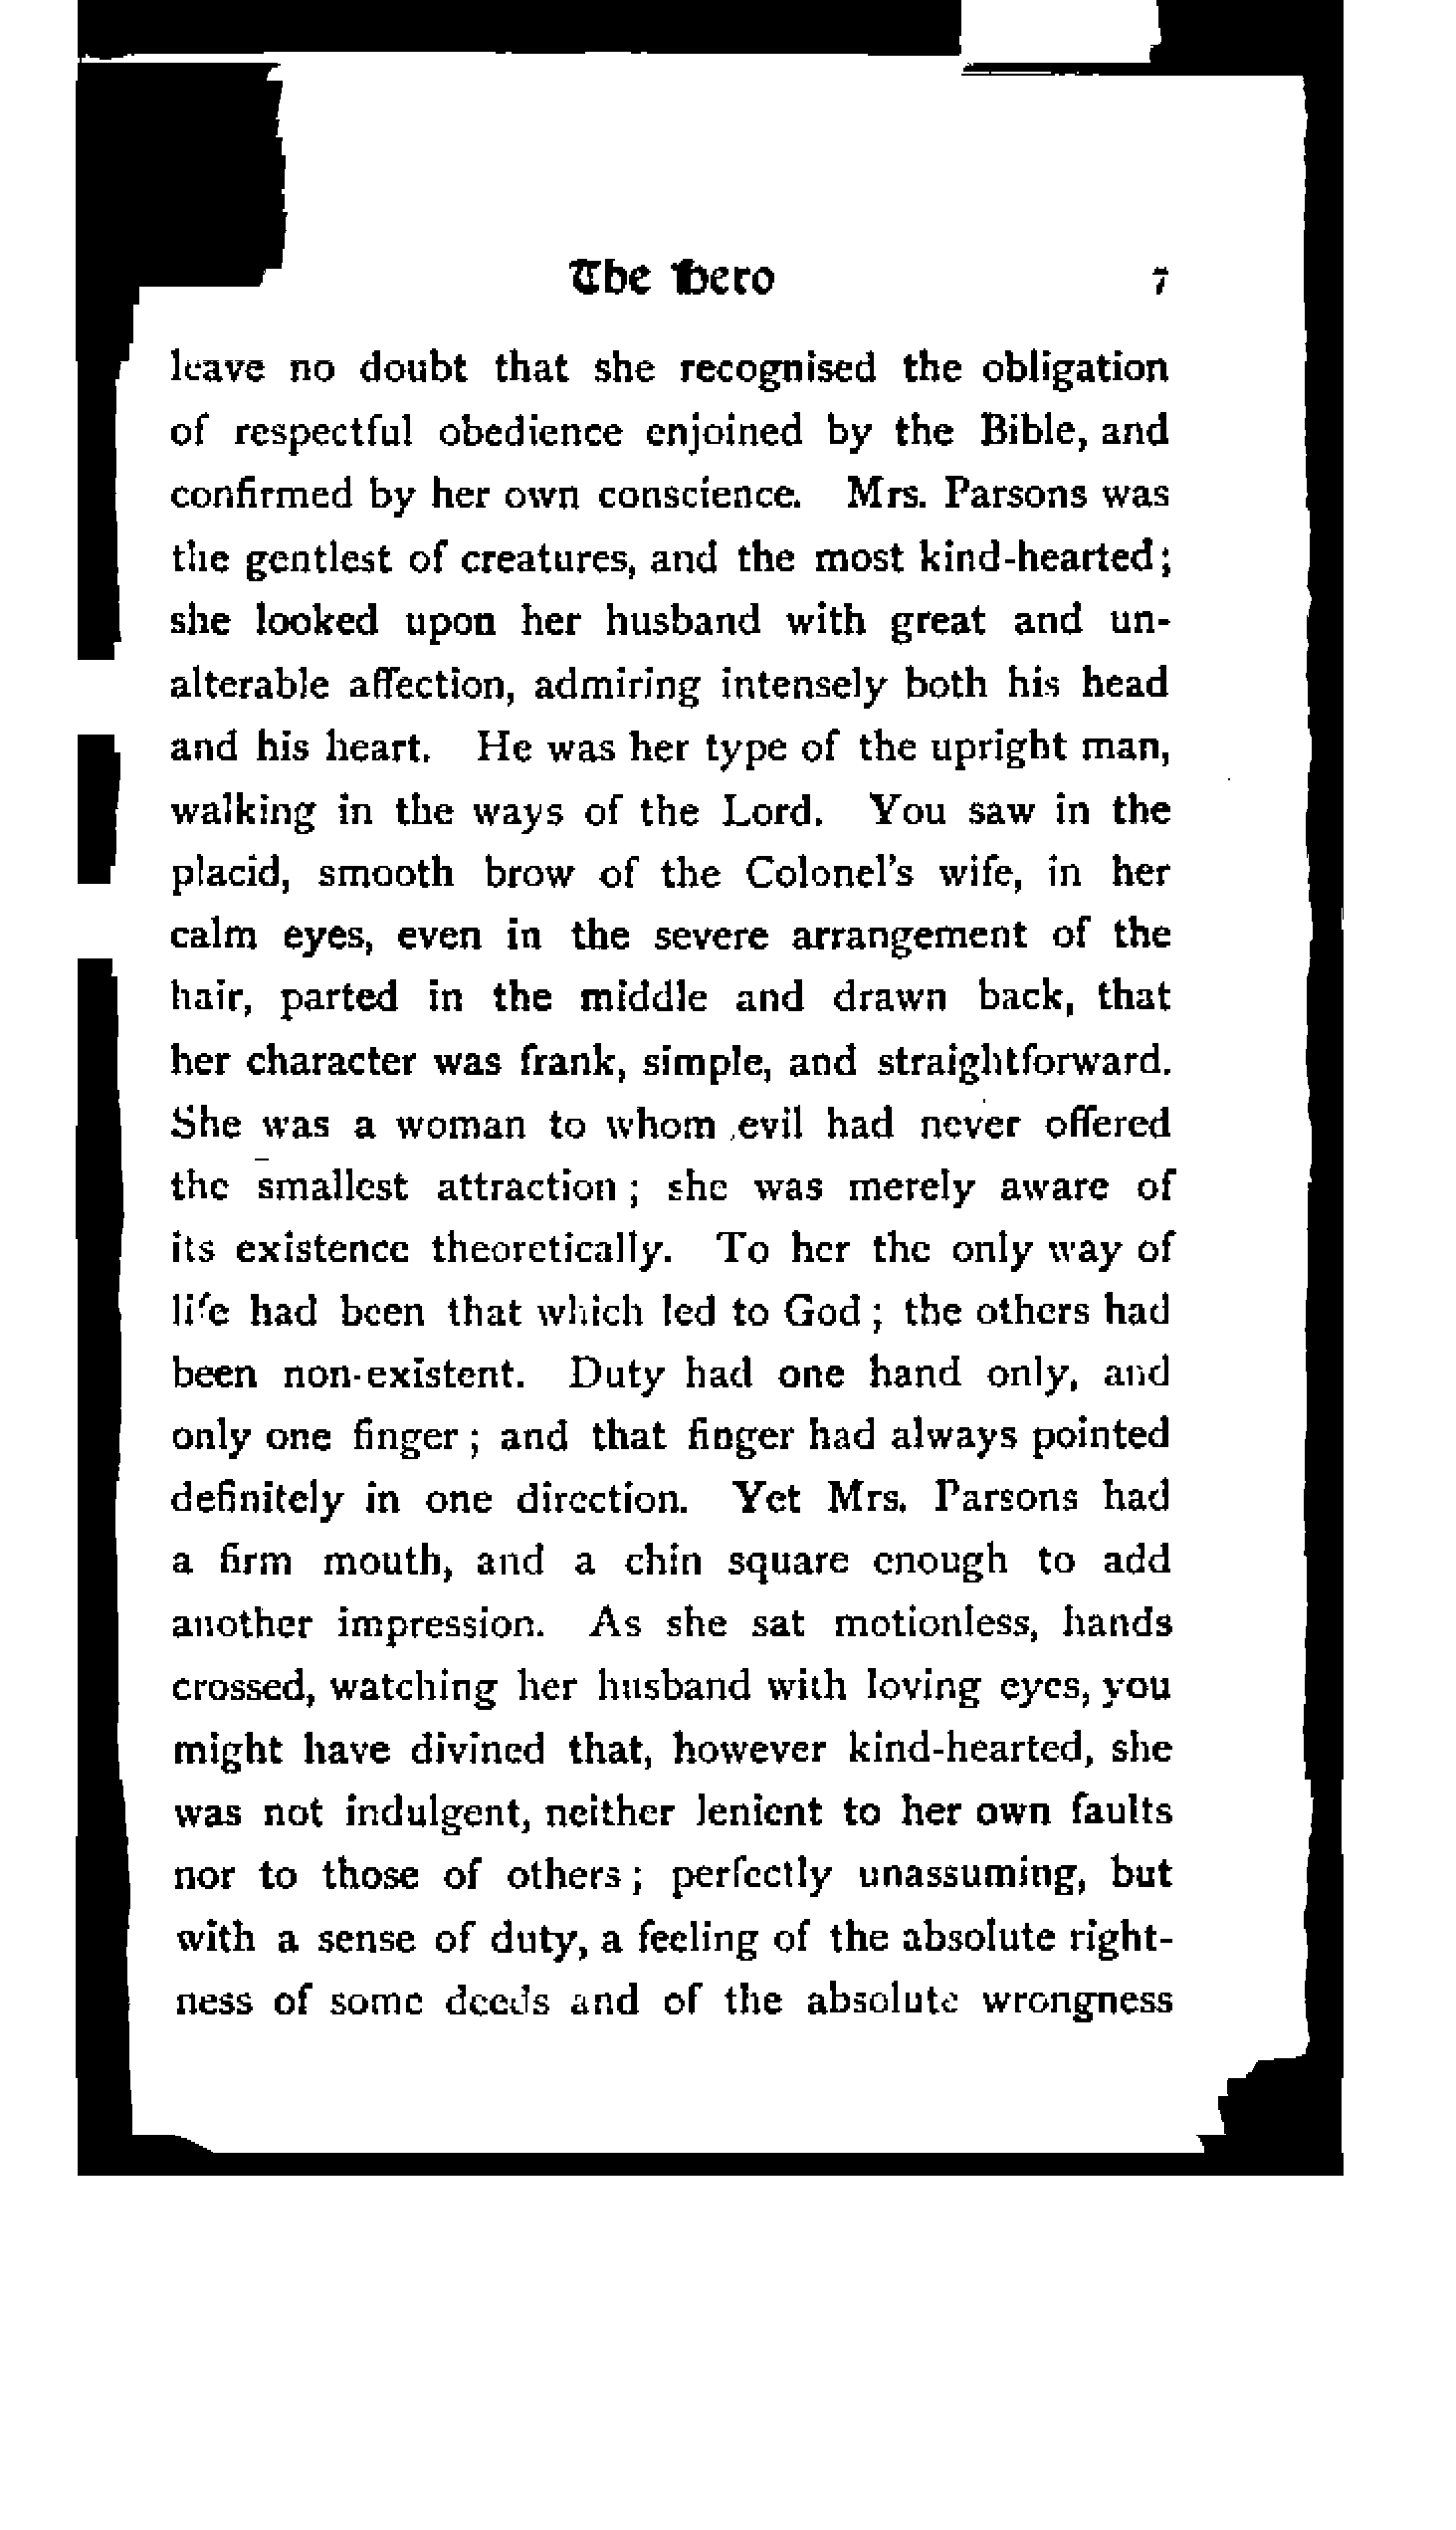 The Hero 7
leave no doubt that she recognised the obligation
of respectful obedience enjoined by the Bible, and
confirmed by her own conscience. Mrs. Parsons was
the gentlest of creatures, and the most kind-hearted;
she looked upon her husband with great and un-
alterable affection, admiring intensely both his head
and his heart. He was her type of the upright man,
walking in the ways of the Lord. You saw in the
placid, smooth brow of the Colonel's wife, in her
calm eyes, even in the severe arrangement of the
hair, parted in the middle and drawn back, that
her character was frank, simple, and straightforward.
She was a woman to whom evil had never offered
the smallest attraction; she was merely aware of
its existence theoretically. To her the only way of
life had been that which led to God; the others had
been non-existent. Duty had one hand only, and
only one finger; and that finger had always pointed
definitely in one direction. Yet Mrs. Parsons had
a firm mouth, and a chin square enough to add
another impression. As she sat motionless, hands
crossed, watching her husband with loving eyes, you
might have divined that, however kind-hearted, she
was not indulgent, neither lenient to her own faults
nor to those of others; perfectly unassuming, but
with a sense of duty, a feeling of the absolute right-
ness of some deeds and of the absolute wrongness